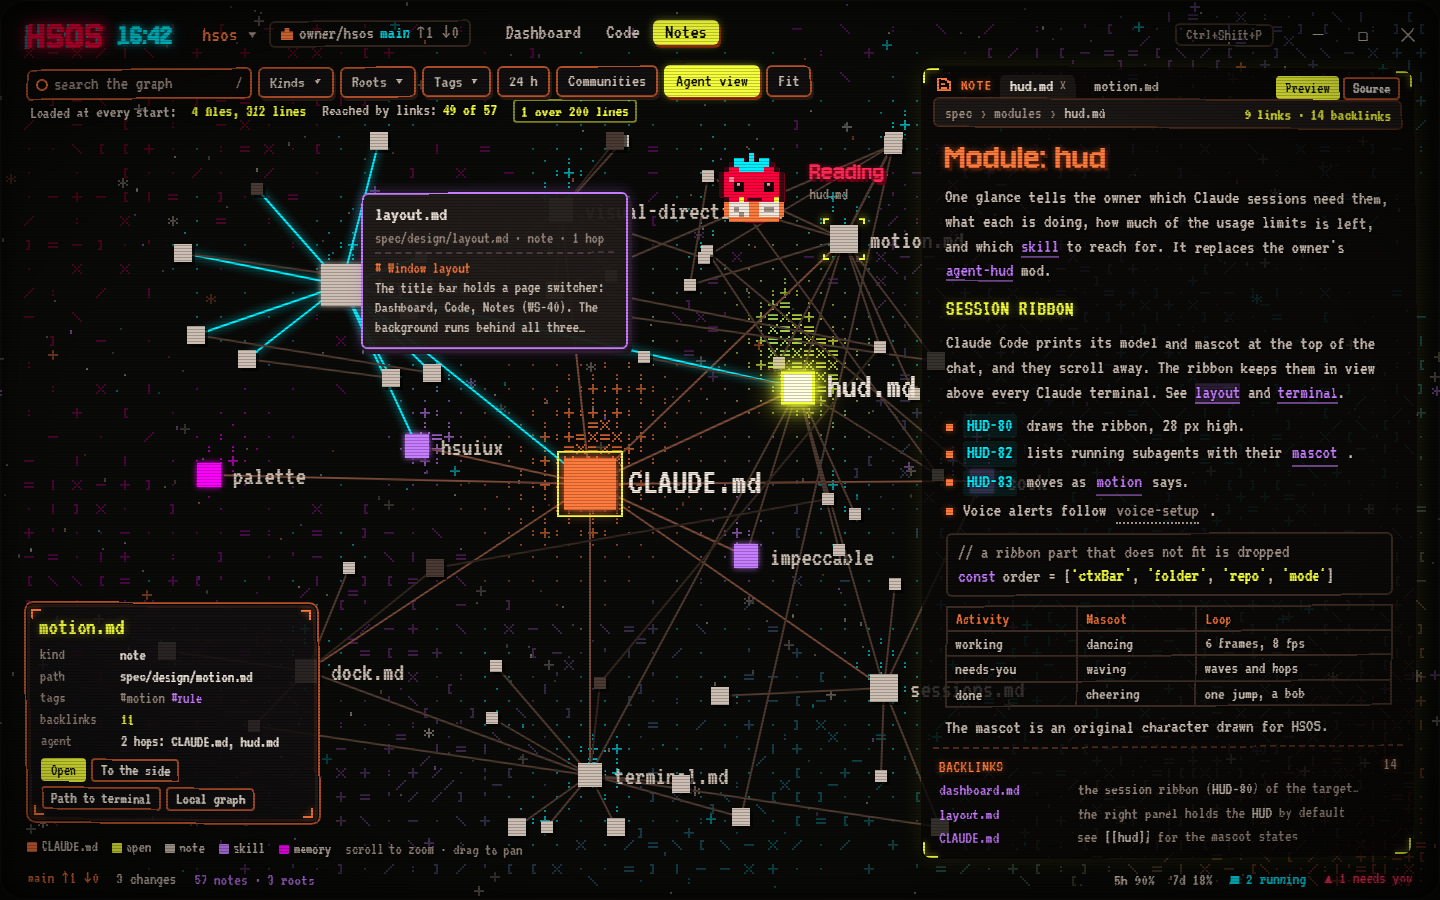 HSOS 16:42 hsos owner/hsos main ↑1 ↓0 Dashboard Code Notes Ctrl+Shift+P
search the graph / Kinds Roots Tags 24 h Communities Agent view Fit
Loaded at every start: 4 files, 312 lines Reached by links: 49 of 57 1 over 200 lines
Reading
hud.md
layout.md
spec/design/layout.md · note · 1 hop
# Window layout
The title bar holds a page switcher:
Dashboard, Code, Notes (WS-40). The
background runs behind all three…
motion.md
hud.md
hsuiux
palette
CLAUDE.md
impeccable
dock.md
sessions.md
terminal.md
motion.md
kind note
path spec/design/motion.md
tags #motion #rule
backlinks 11
agent 2 hops: CLAUDE.md, hud.md
Open To the side
Path to terminal Local graph
CLAUDE.md open note skill memory scroll to zoom · drag to pan
main ↑1 ↓0 3 changes 57 notes · 3 roots
NOTE hud.md x motion.md Preview Source
spec › modules › hud.md 9 links · 14 backlinks
Module: hud
One glance tells the owner which Claude sessions need them,
what each is doing, how much of the usage limits is left,
and which skill to reach for. It replaces the owner's
agent-hud mod.
SESSION RIBBON
Claude Code prints its model and mascot at the top of the
chat, and they scroll away. The ribbon keeps them in view
above every Claude terminal. See layout and terminal.
HUD-80 draws the ribbon, 28 px high.
HUD-82 lists running subagents with their mascot .
HUD-83 moves as motion says.
Voice alerts follow voice-setup .
// a ribbon part that does not fit is dropped
const order = ['ctxBar', 'folder', 'repo', 'mode']
Activity Mascot Loop
working dancing 6 frames, 8 fps
needs-you waving waves and hops
done cheering one jump, a bob
The mascot is an original character drawn for HSOS.
BACKLINKS 14
dashboard.md the session ribbon (HUD-80) of the target…
layout.md the right panel holds the HUD by default
CLAUDE.md see [[hud]] for the mascot states
5h 90% 7d 18% 2 running 1 needs you